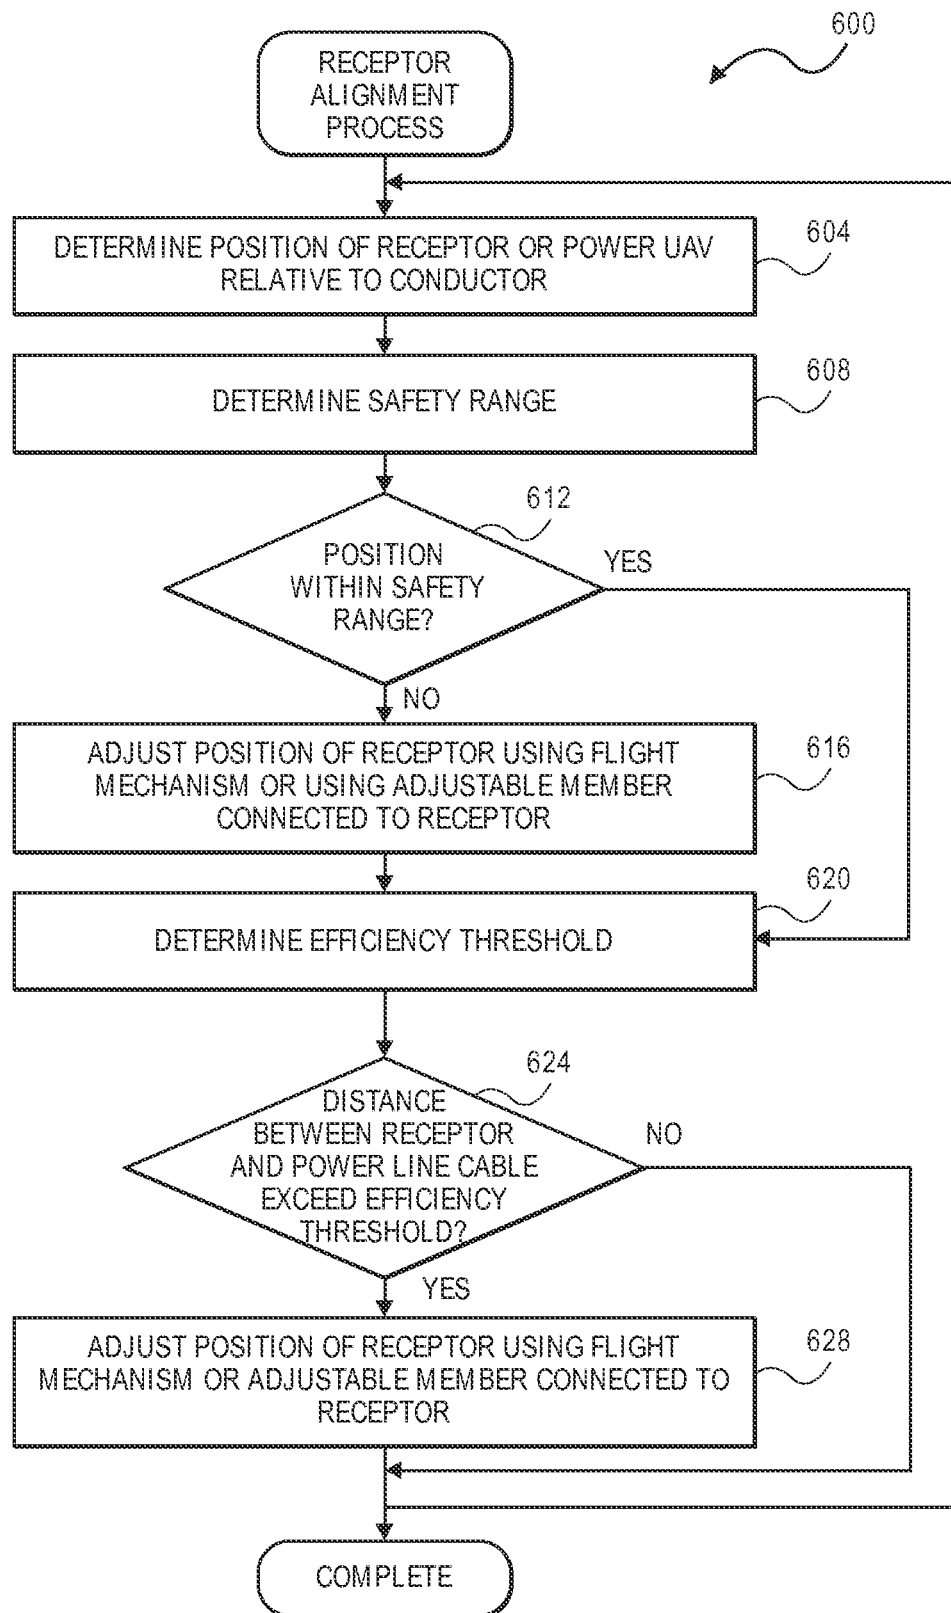 600
RECEPTOR
ALIGNMENT
PROCESS
DETERMINE POSITION OF RECEPTOR OR POWER UAV
RELATIVE TO CONDUCTOR
604
DETERMINE SAFETY RANGE
608
612
POSITION
WITHIN SAFETY
RANGE?
YES
NO
ADJUST POSITION OF RECEPTOR USING FLIGHT
MECHANISM OR USING ADJUSTABLE MEMBER
CONNECTED TO RECEPTOR
616
DETERMINE EFFICIENCY THRESHOLD
620
624
DISTANCE
BETWEEN RECEPTOR
AND POWER LINE CABLE
EXCEED EFFICIENCY
THRESHOLD?
NO
YES
ADJUST POSITION OF RECEPTOR USING FLIGHT
MECHANISM OR ADJUSTABLE MEMBER CONNECTED TO
RECEPTOR
628
COMPLETE